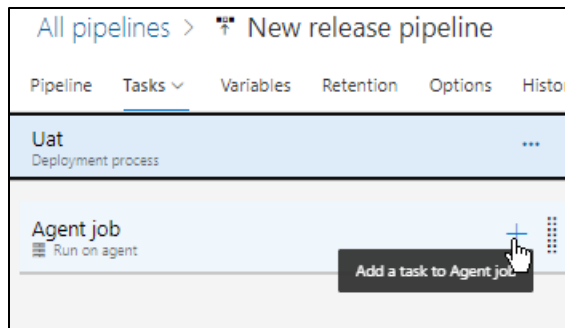 All pipelines > New release pipeline
Pipeline Tasks Variables Retention Options Histo
Uat
Deployment process
Agent job
Run on agent
Add a task to Agent job